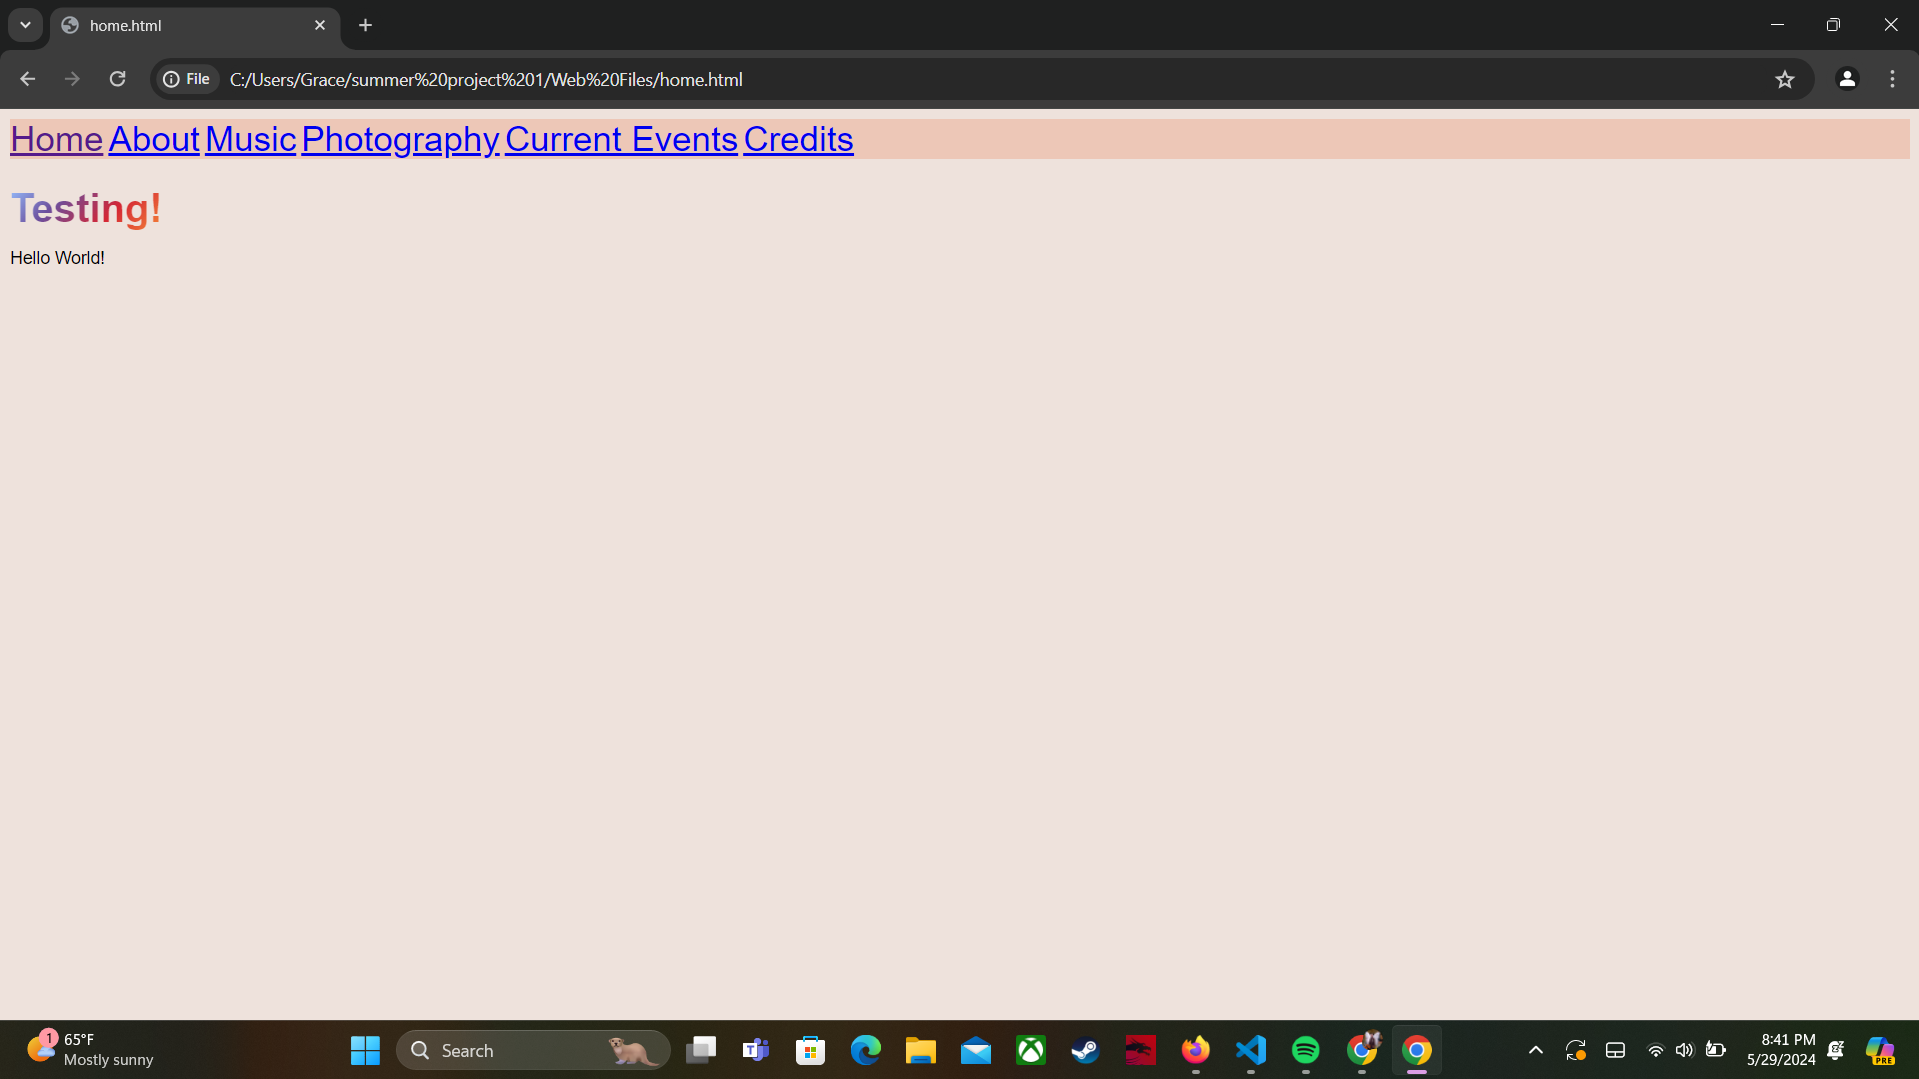 home.html
File C:/Users/Grace/summer%20project%201/Web%20Files/home.html
Home About Music Photography Current Events Credits
Testing!
Hello World!
1 65°F
Mostly sunny
Search
T
PRE
8:41 PM
5/29/2024